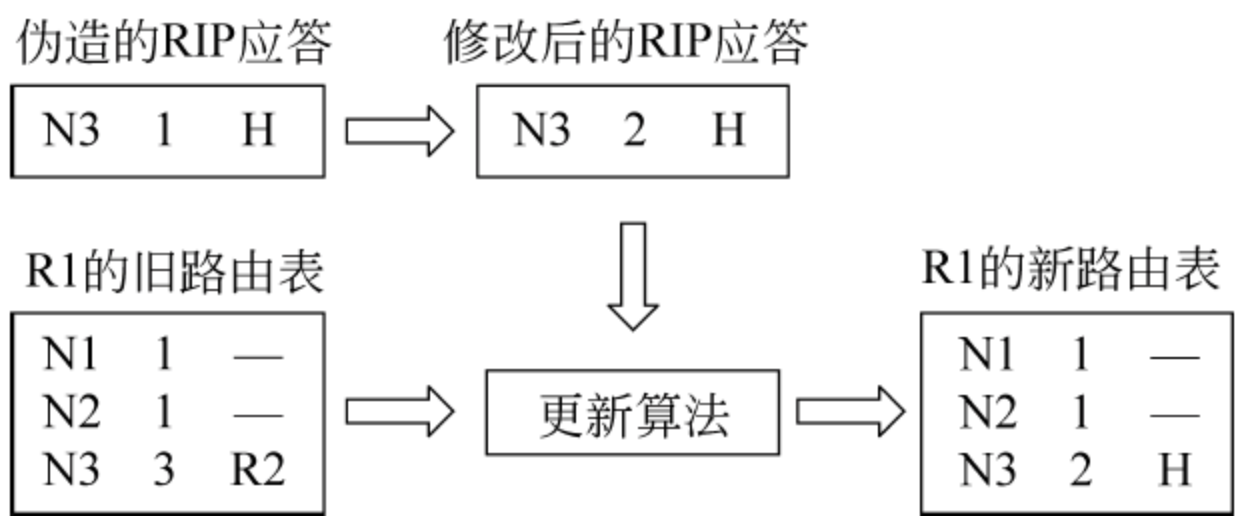 伪造的RIP应答
修改后的RIP应答
N3 1 H
N3 2 H
R1的旧路由表
R1的新路由表
N1 1 —
N2 1 —
N3 3 R2
更新算法
N1 1 —
N2 1 —
N3 2 H